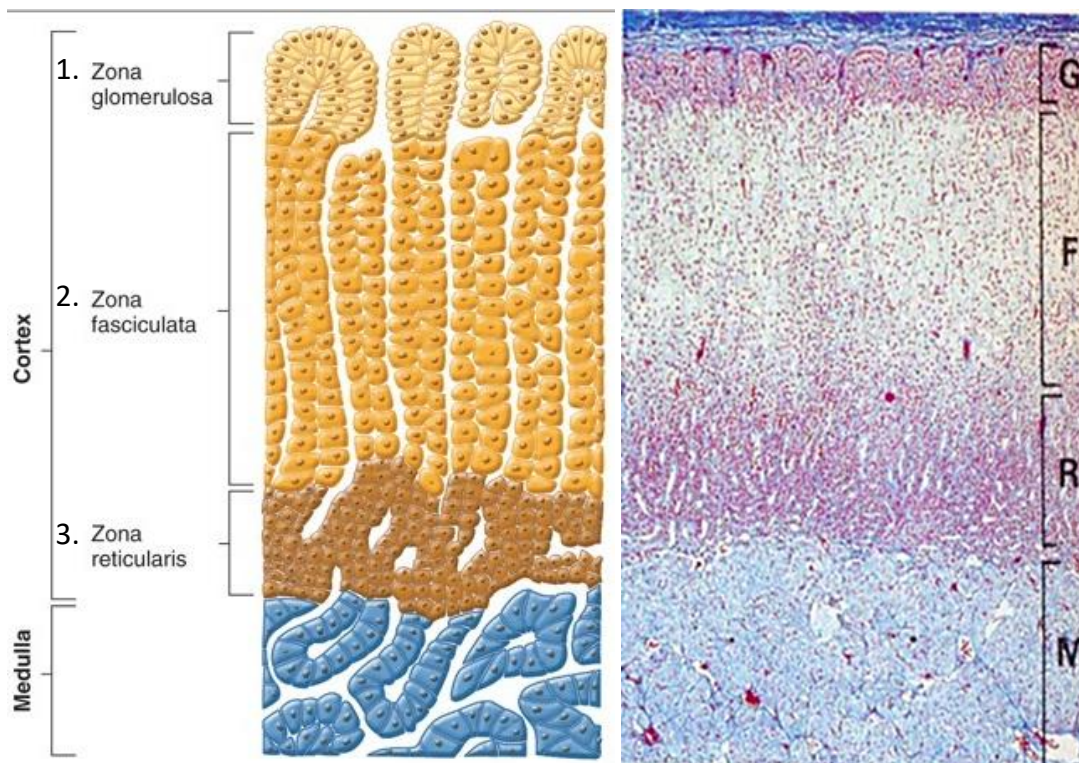 1. Zona
glomerulosa
2. Zona
fasciculata
3. Zona
reticularis
Cortex
Medulla
G
F
R
M